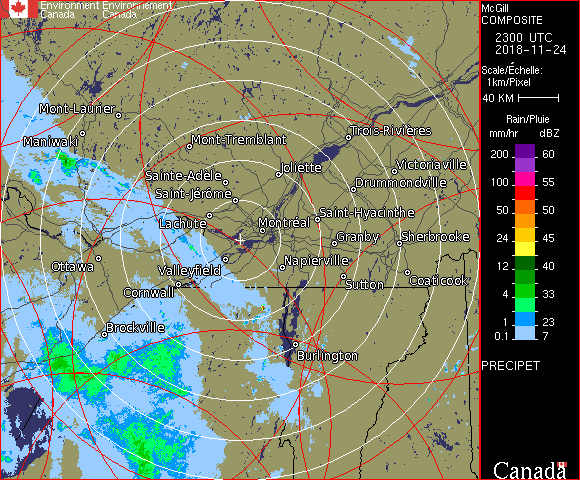 Environment Environnement
Canada Canada
McGill
COMPOSITE
2300 UTC
2018-11-24
Scale/Échelle:
1km/Pixel
40 KM
Rain/Pluie
mm/hr dBZ
200 60
55
100 55
50 50
24 45
12 40
4 33
1 23
0.1 7
PRECIPET
Canada
Mont-Laurier
Maniwaki
Mont-Tremblant
Trois-Rivières
Joliette
Victoriaville
Sainte-Adèle
Drummondville
Saint-Jérôme
Lachute
Saint-Hyacinthe
Montréal
Granby
Sherbrooke
Ottawa
Valleyfield
Napierville
Cornwall
Sutton
Coaticook
Brockville
Burlington